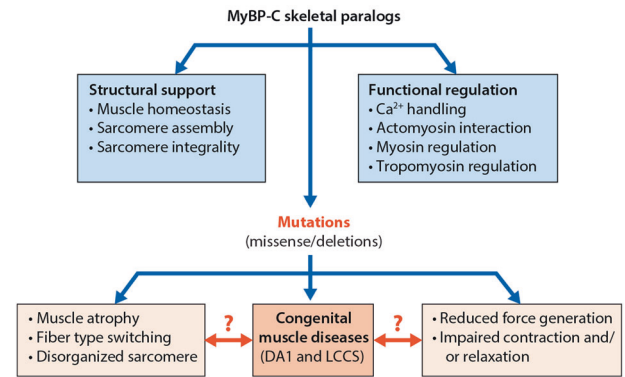 MyBP-C skeletal paralogs
Structural support
• Muscle homeostasis
• Sarcomere assembly
• Sarcomere integrality
Functional regulation
• Ca²⁺ handling
• Actomyosin interaction
• Myosin regulation
• Tropomyosin regulation
Mutations
(missense/deletions)
• Muscle atrophy
• Fiber type switching
• Disorganized sarcomere
?
Congenital
muscle diseases
(DA1 and LCCS)
?
• Reduced force generation
• Impaired contraction and/
or relaxation